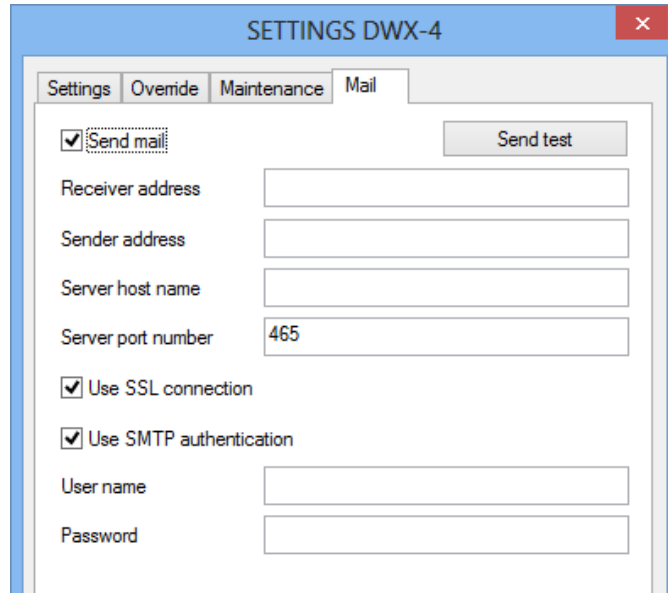 SETTINGS DWX-4
×
Settings Override Maintenance Mail
Send mail Send test
Receiver address
Sender address
Server host name
Server port number 465
Use SSL connection
Use SMTP authentication
User name
Password